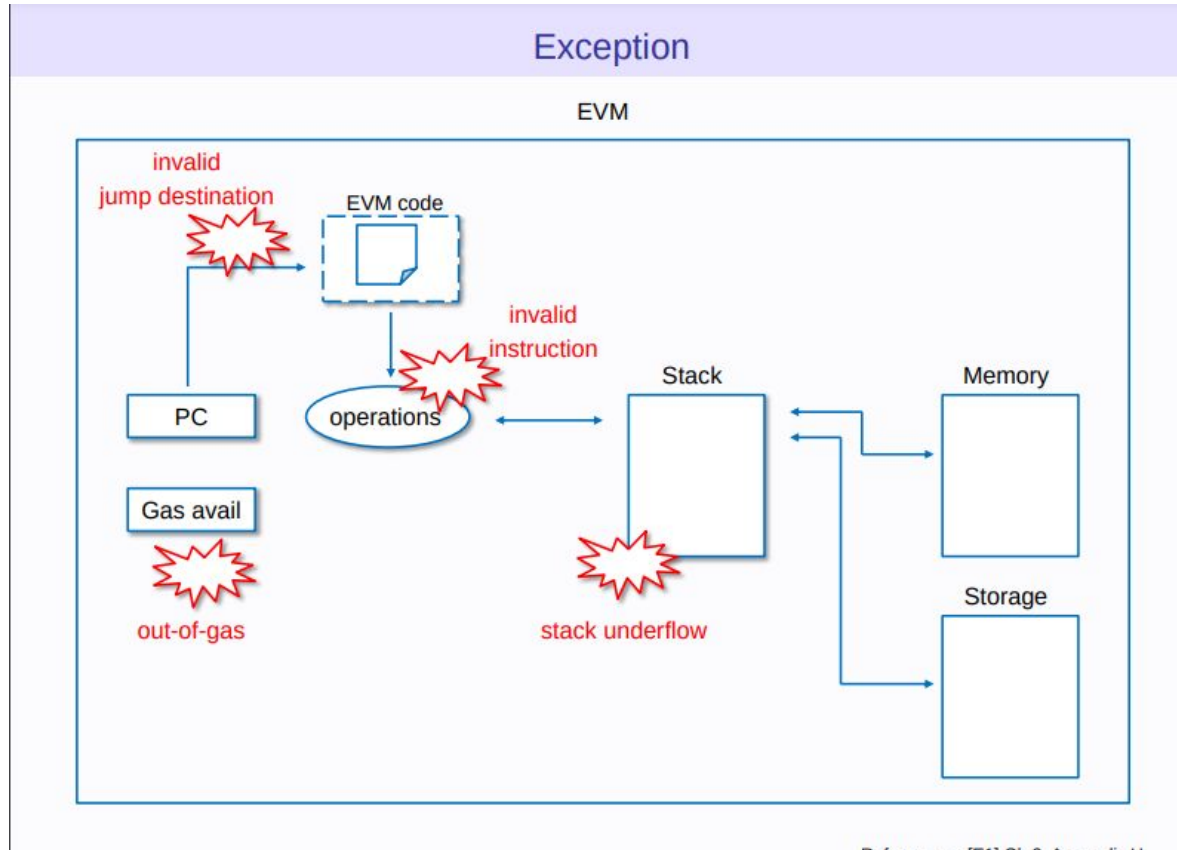 Exception
EVM
invalid
jump destination
EVM code
invalid
instruction
Stack
Memory
PC
operations
Gas avail
Storage
out-of-gas
stack underflow